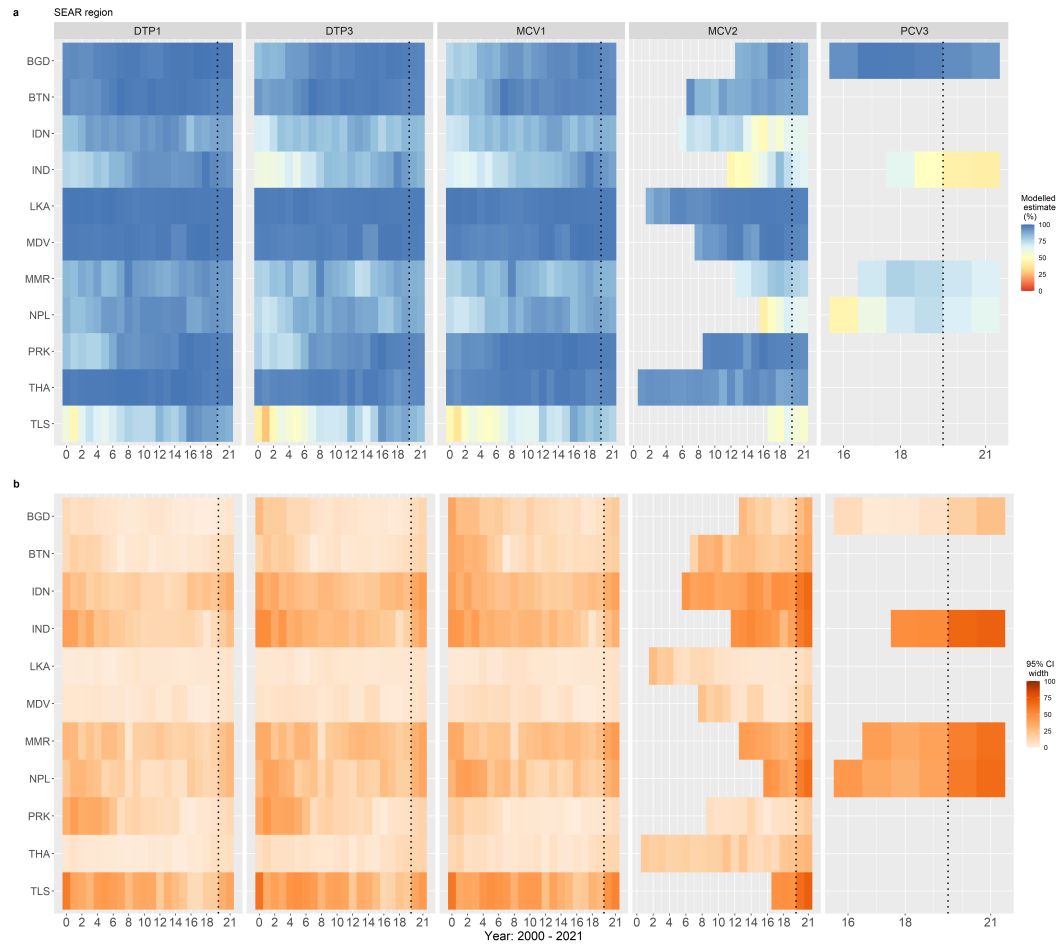 a
SEAR region
DTP1 DTP3 MCV1 MCV2 PCV3
BGD
BTN
IDN
IND
LKA
MDV
MMR
NPL
PRK
THA
TLS
0 2 4 6 8 10 12 14 16 18 21 0 2 4 6 8 10 12 14 16 18 21 0 2 4 6 8 10 12 14 16 18 21 0 2 4 6 8 10 12 14 16 18 21 16 18 21
Modelled
estimate
(%)
100
75
50
25
0
b
BGD
BTN
IDN
IND
LKA
MDV
MMR
NPL
PRK
THA
TLS
0 2 4 6 8 10 12 14 16 18 21 0 2 4 6 8 10 12 14 16 18 21 0 2 4 6 8 10 12 14 16 18 21 0 2 4 6 8 10 12 14 16 18 21 16 18 21
Year: 2000 - 2021
95% CI
width
100
75
50
25
0